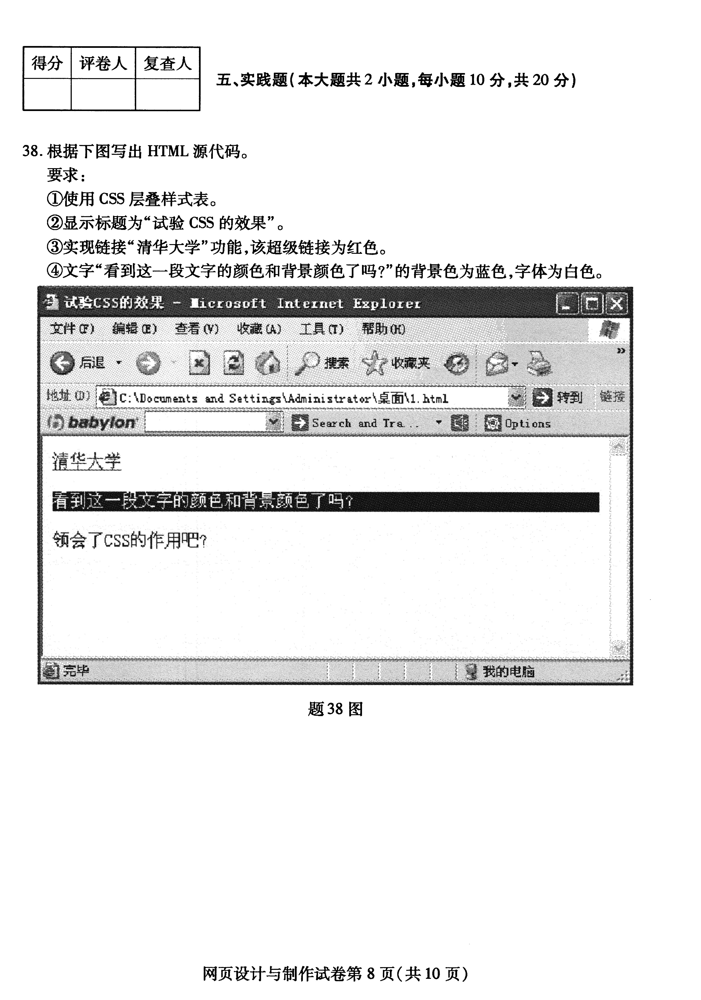 得分 评卷人 复查人
五、实践题(本大题共2 小题,每小题 10 分,共 20 分)
38. 根据下图写出 HTML 源代码。
要求:
①使用 CSS 层叠样式表。
②显示标题为“试验 CSS 的效果”。
③实现链接“清华大学”功能,该超级链接为红色。
④文字“看到这一段文字的颜色和背景颜色了吗?”的背景色为蓝色,字体为白色。
试验CSS的效果 - Microsoft Internet Explorer
文件(F) 编辑(E) 查看(V) 收藏(A) 工具(T) 帮助(H)
后退 搜索 收藏夹 »
地址(D) C:\Documents and Settings\Administrator\桌面\1.html 转到 链接
babylon Search and Tra... Options
清华大学
看到这一段文字的颜色和背景颜色了吗?
领会了CSS的作用吧?
完毕 我的电脑
题 38 图
网页设计与制作试卷第 8 页(共 10 页)